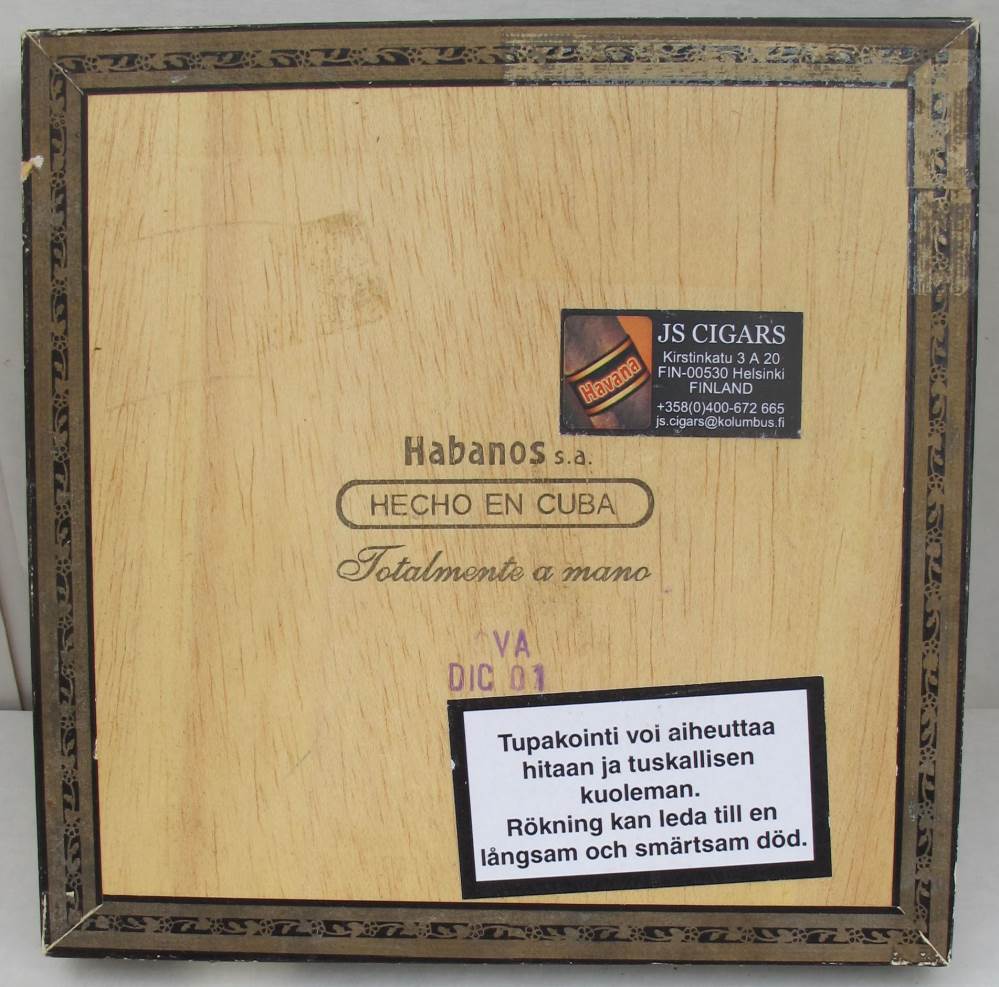 JS CIGARS
Havana
Kirstinkatu 3 A 20
FIN-00530 Helsinki
FINLAND
+358(0)400-672 665
js.cigars@kolumbus.fi
Habanos s.a.
HECHO EN CUBA
Totalmente a mano
VA
DIC 01
Tupakointi voi aiheuttaa
hitaan ja tuskallisen
kuoleman.
Rökning kan leda till en
långsam och smärtsam död.